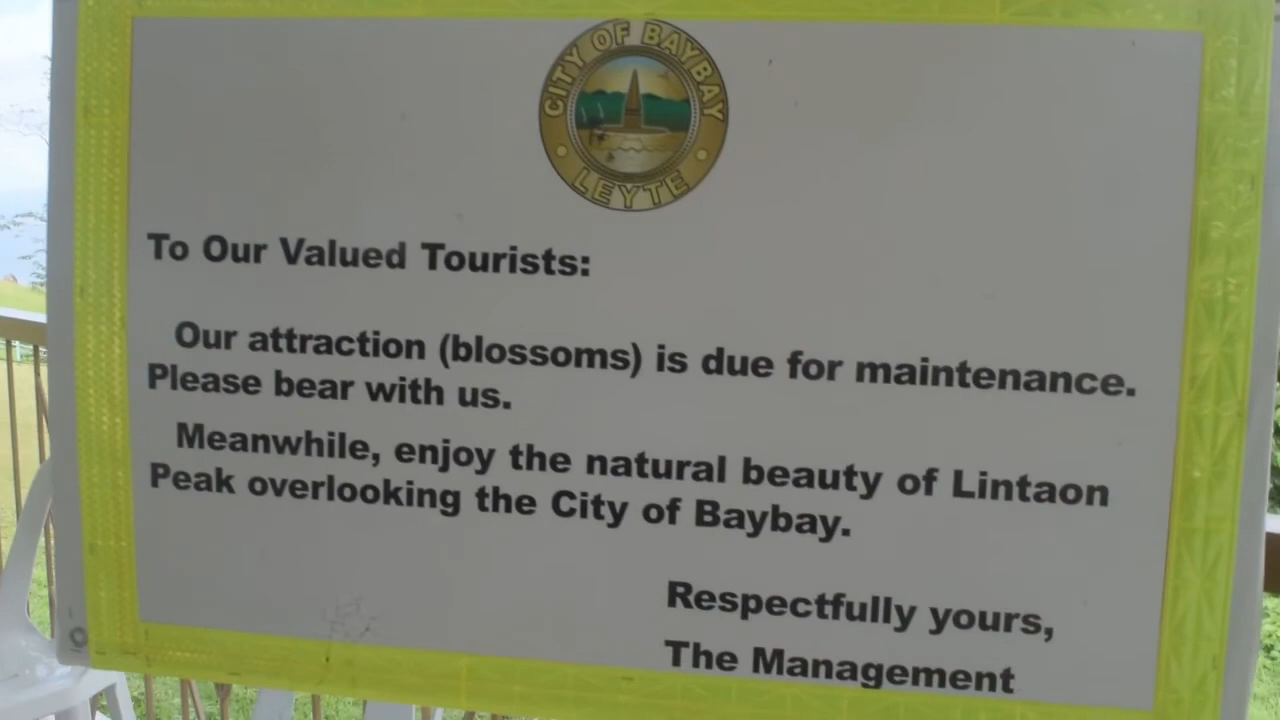 CITY OF BAYBAY
LEYTE
To Our Valued Tourists:
Our attraction (blossoms) is due for maintenance.
Please bear with us.
Meanwhile, enjoy the natural beauty of Lintaon
Peak overlooking the City of Baybay.
Respectfully yours,
The Management